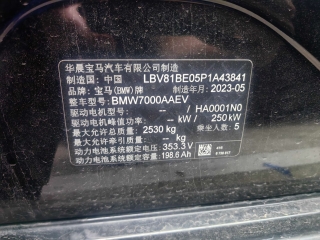 华晨宝马汽车有限公司制造
制造国：中国 LBV81BE05P1A43841
品牌：宝马(BMW)牌 制造年月：2023-05
整车型号：BMW7000AAEV
驱动电机型号： -- / HA0001N0
驱动电机峰值功率： -- kW / 250 kW
最大允许总质量： 2530 kg 乘坐人数：5
最大允许牵引质量： -- kg
动力电池系统额定电压：353.3 V
动力电池系统额定容量：198.6 Ah